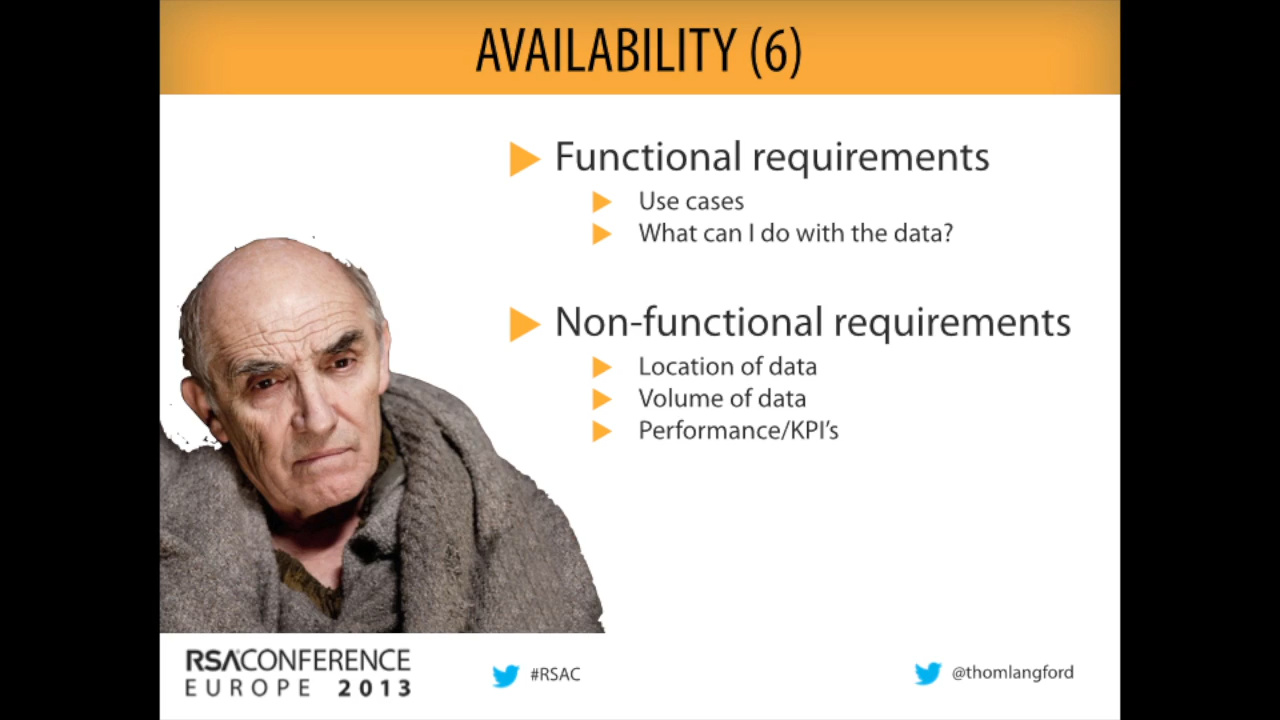 AVAILABILITY (6)
Functional requirements
Use cases
What can I do with the data?
Non-functional requirements
Location of data
Volume of data
Performance/KPI's
RSACONFERENCE
EUROPE 2013
#RSAC
@thomlangford